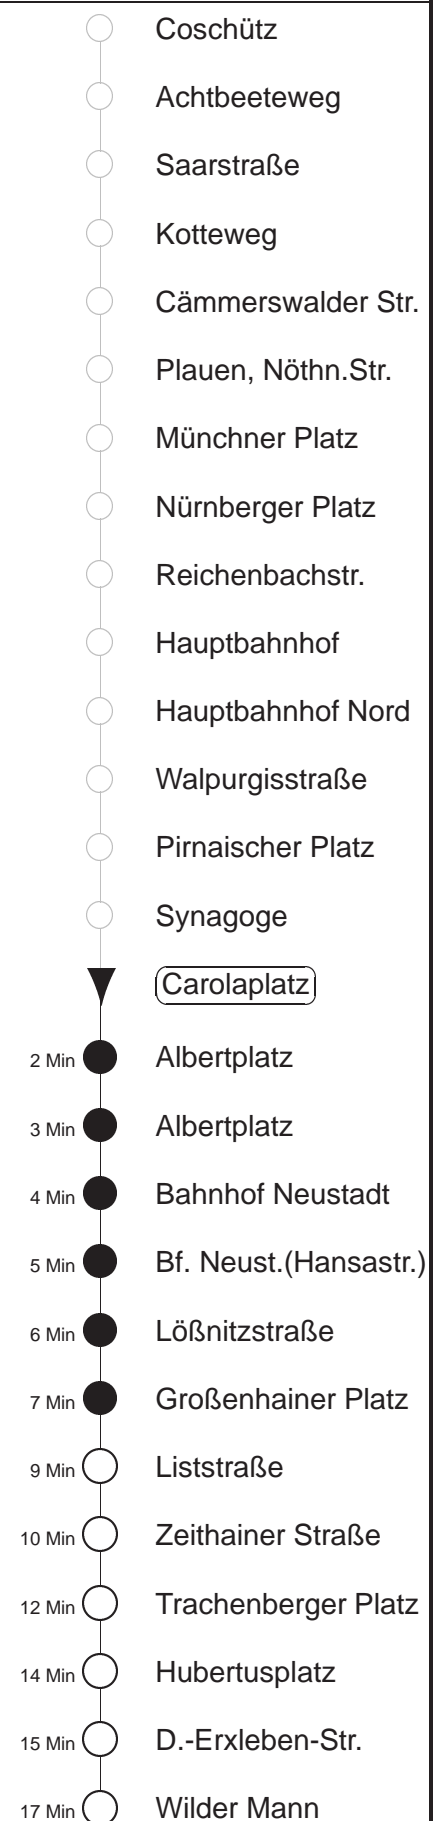 Coschütz
Achtbeeteweg
Saarstraße
Kotteweg
Cämmerswalder Str.
Plauen, Nöthn.Str.
Münchner Platz
Nürnberger Platz
Reichenbachstr.
Hauptbahnhof
Hauptbahnhof Nord
Walpurgisstraße
Pirnaischer Platz
Synagoge
Carolaplatz
2 Min Albertplatz
3 Min Albertplatz
4 Min Bahnhof Neustadt
5 Min Bf. Neust.(Hansastr.)
6 Min Lößnitzstraße
7 Min Großenhainer Platz
9 Min Liststraße
10 Min Zeithainer Straße
12 Min Trachenberger Platz
14 Min Hubertusplatz
15 Min D.-Erxleben-Str.
17 Min Wilder Mann